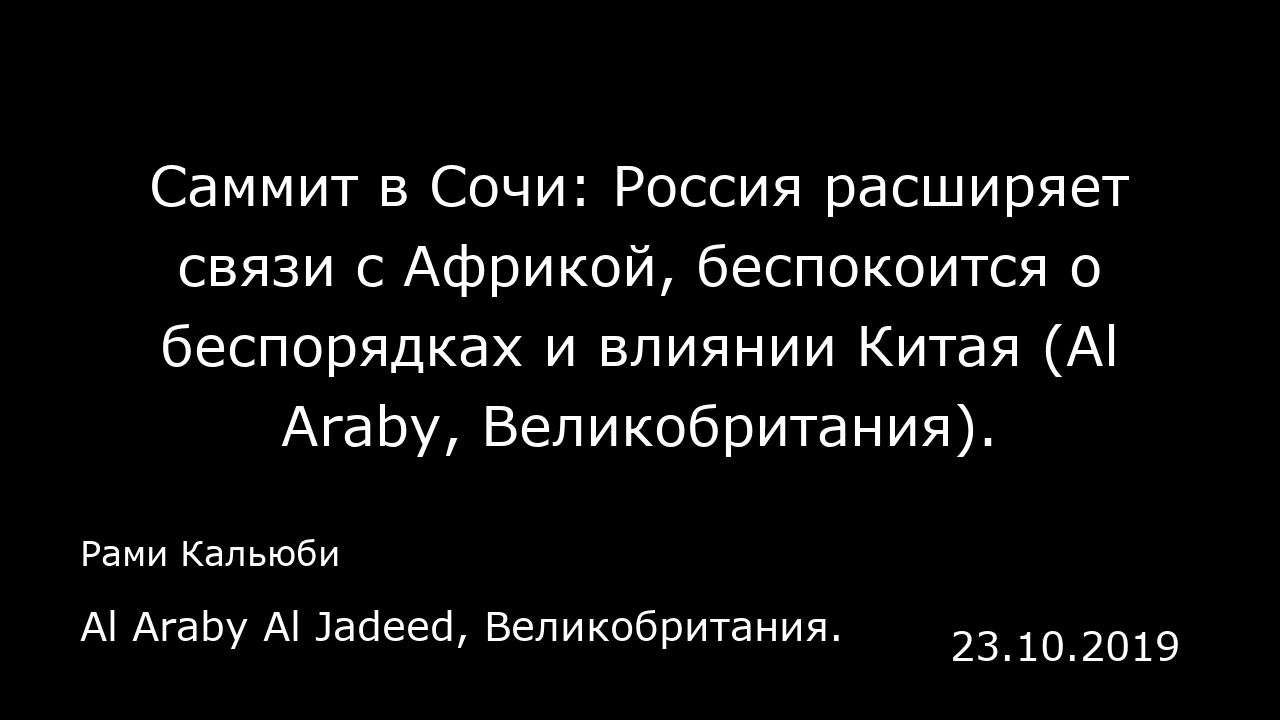 Саммит в Сочи: Россия расширяет
связи с Африкой, беспокоится о
беспорядках и влиянии Китая (Al
Araby, Великобритания).
Рами Кальюби
Al Araby Al Jadeed, Великобритания.
23.10.2019